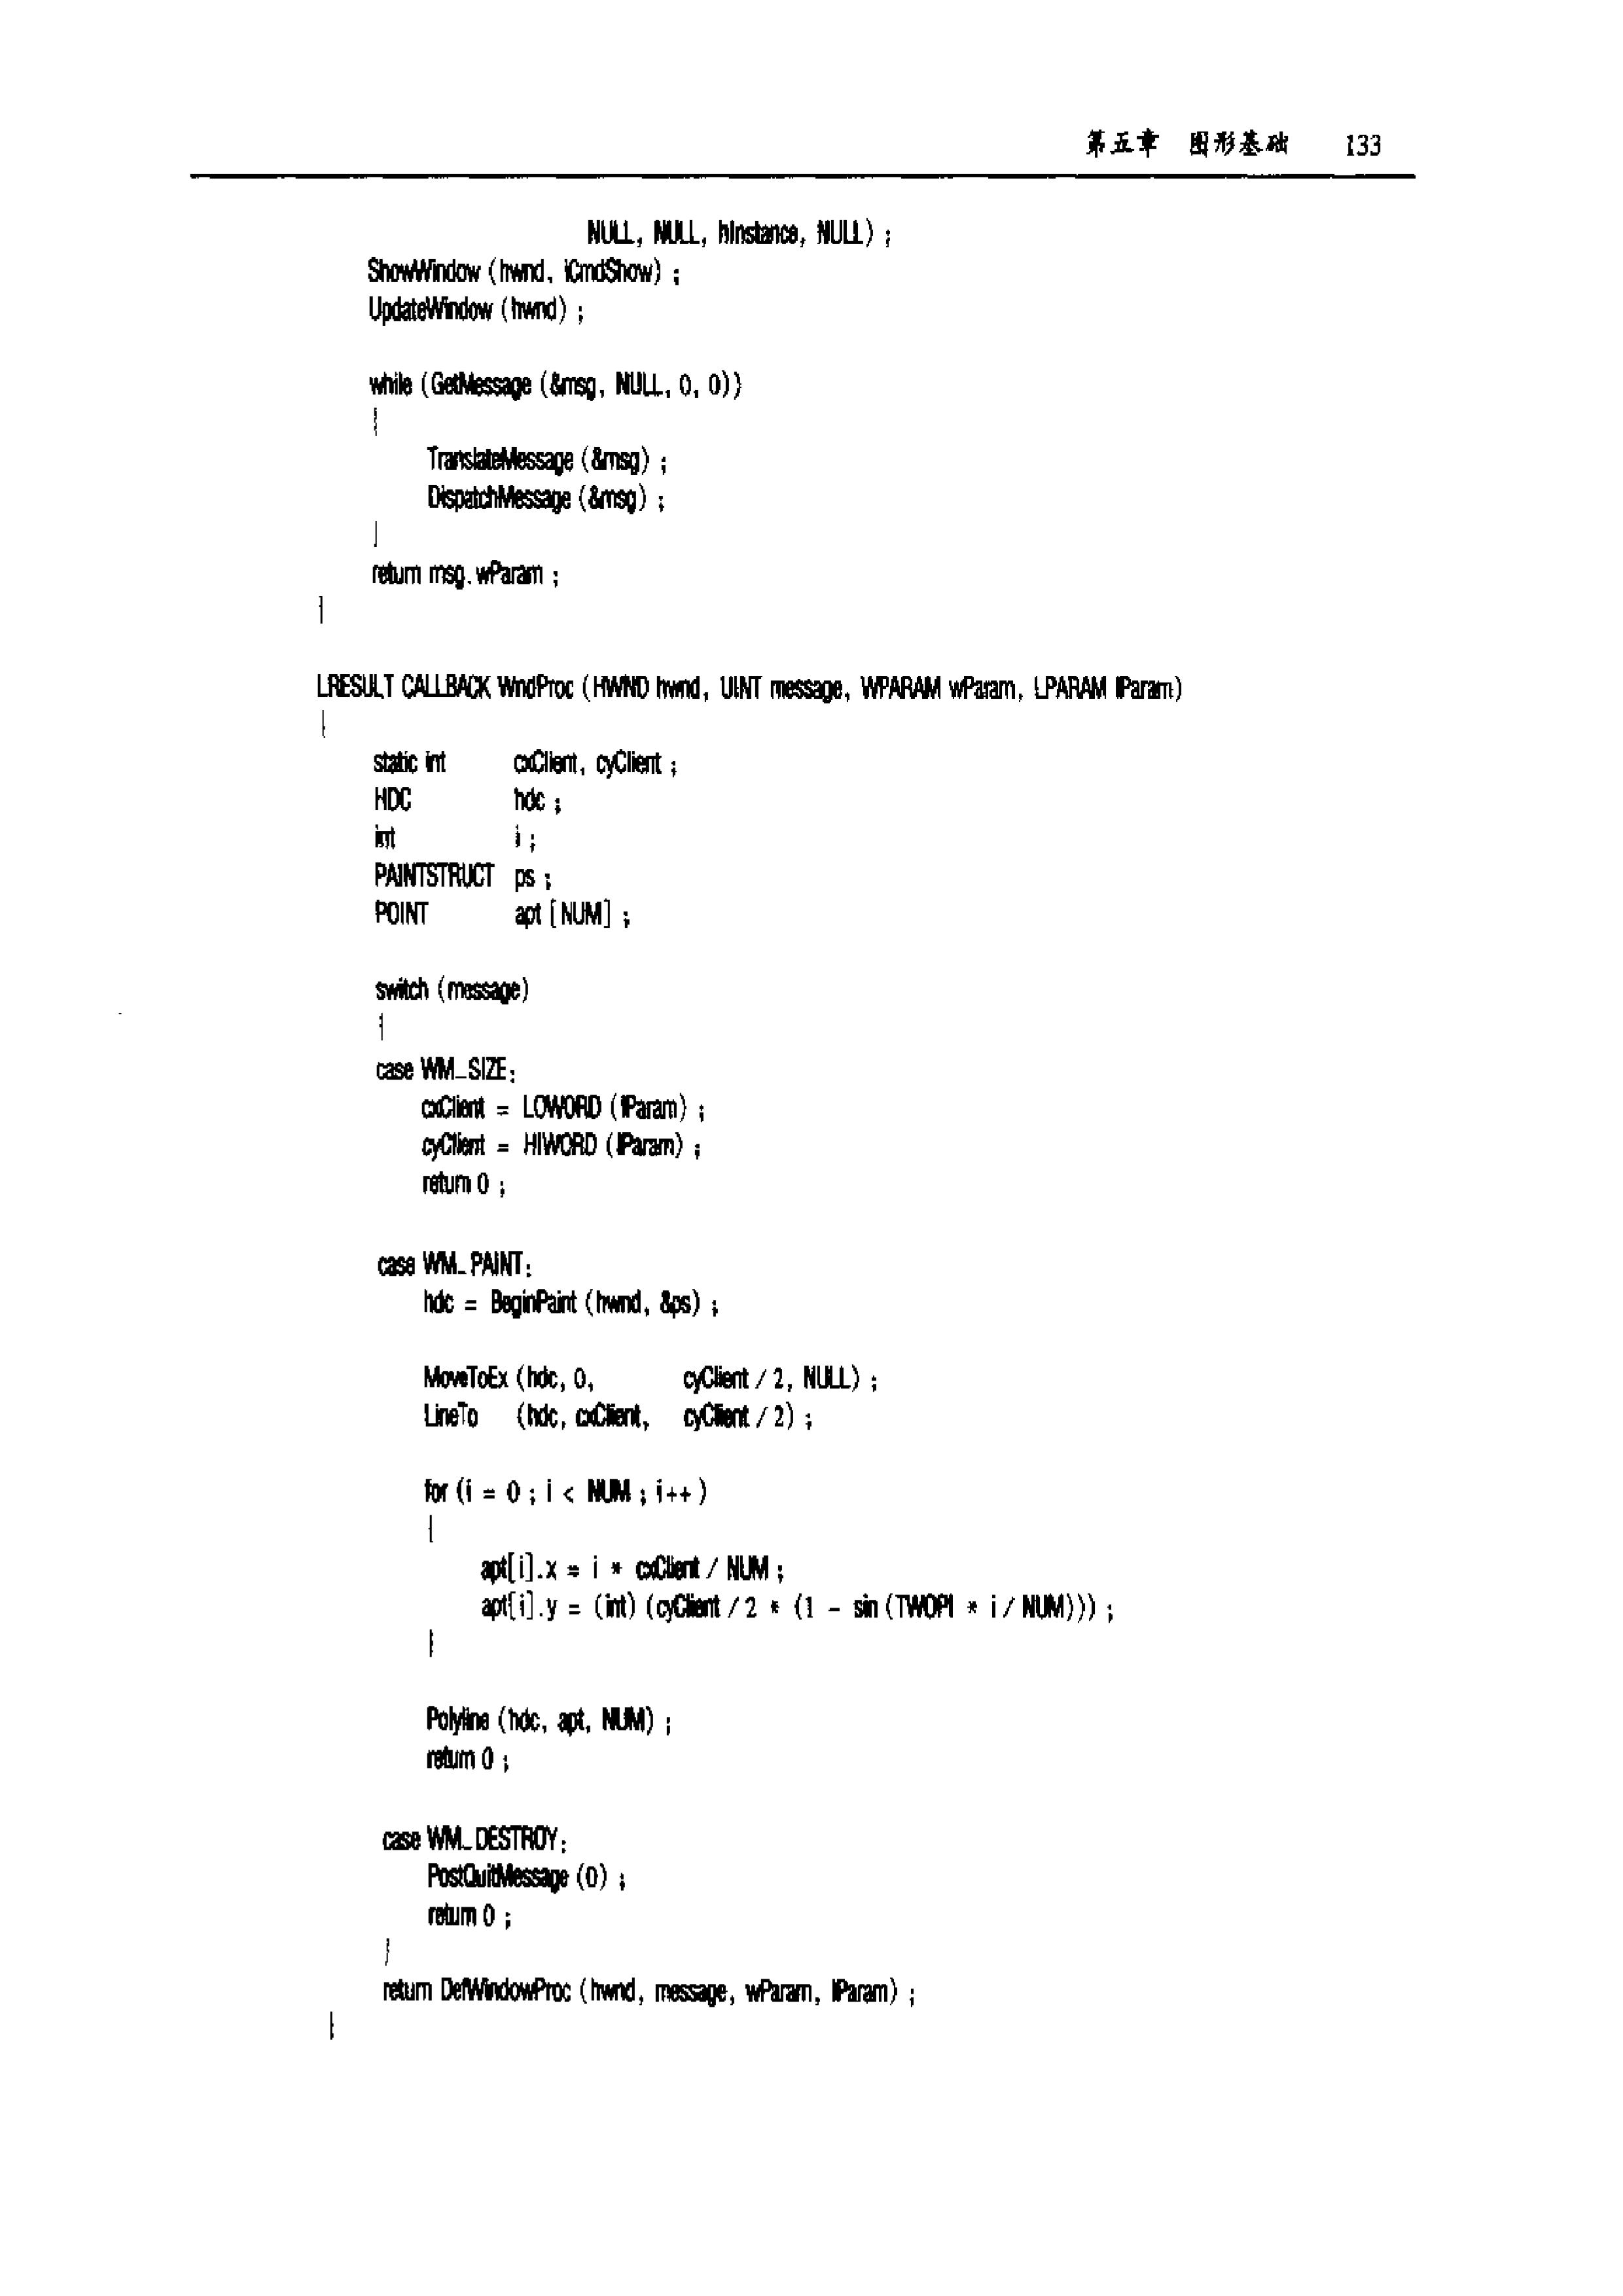 第五章 图形基础 133
NULL, NULL, hInstance, NULL) ;
ShowWindow (hwnd, iCmdShow) ;
UpdateWindow (hwnd) ;
while (GetMessage (&msg, NULL, 0, 0))
{
TranslateMessage (&msg) ;
DispatchMessage (&msg) ;
}
return msg.wParam ;
}
LRESULT CALLBACK WndProc (HWND hwnd, UINT message, WPARAM wParam, LPARAM lParam)
{
static int cxClient, cyClient ;
HDC hdc ;
int i ;
PAINTSTRUCT ps ;
POINT apt [NUM] ;
switch (message)
{
case WM_SIZE:
cxClient = LOWORD (lParam) ;
cyClient = HIWORD (lParam) ;
return 0 ;
case WM_PAINT:
hdc = BeginPaint (hwnd, &ps) ;
MoveToEx (hdc, 0, cyClient / 2, NULL) ;
LineTo (hdc, cxClient, cyClient / 2) ;
for (i = 0 ; i < NUM ; i++)
{
apt[i].x = i * cxClient / NUM ;
apt[i].y = (int) (cyClient / 2 * (1 - sin (TWOPI * i / NUM))) ;
}
Polyline (hdc, apt, NUM) ;
return 0 ;
case WM_DESTROY:
PostQuitMessage (0) ;
return 0 ;
}
return DefWindowProc (hwnd, message, wParam, lParam) ;
}